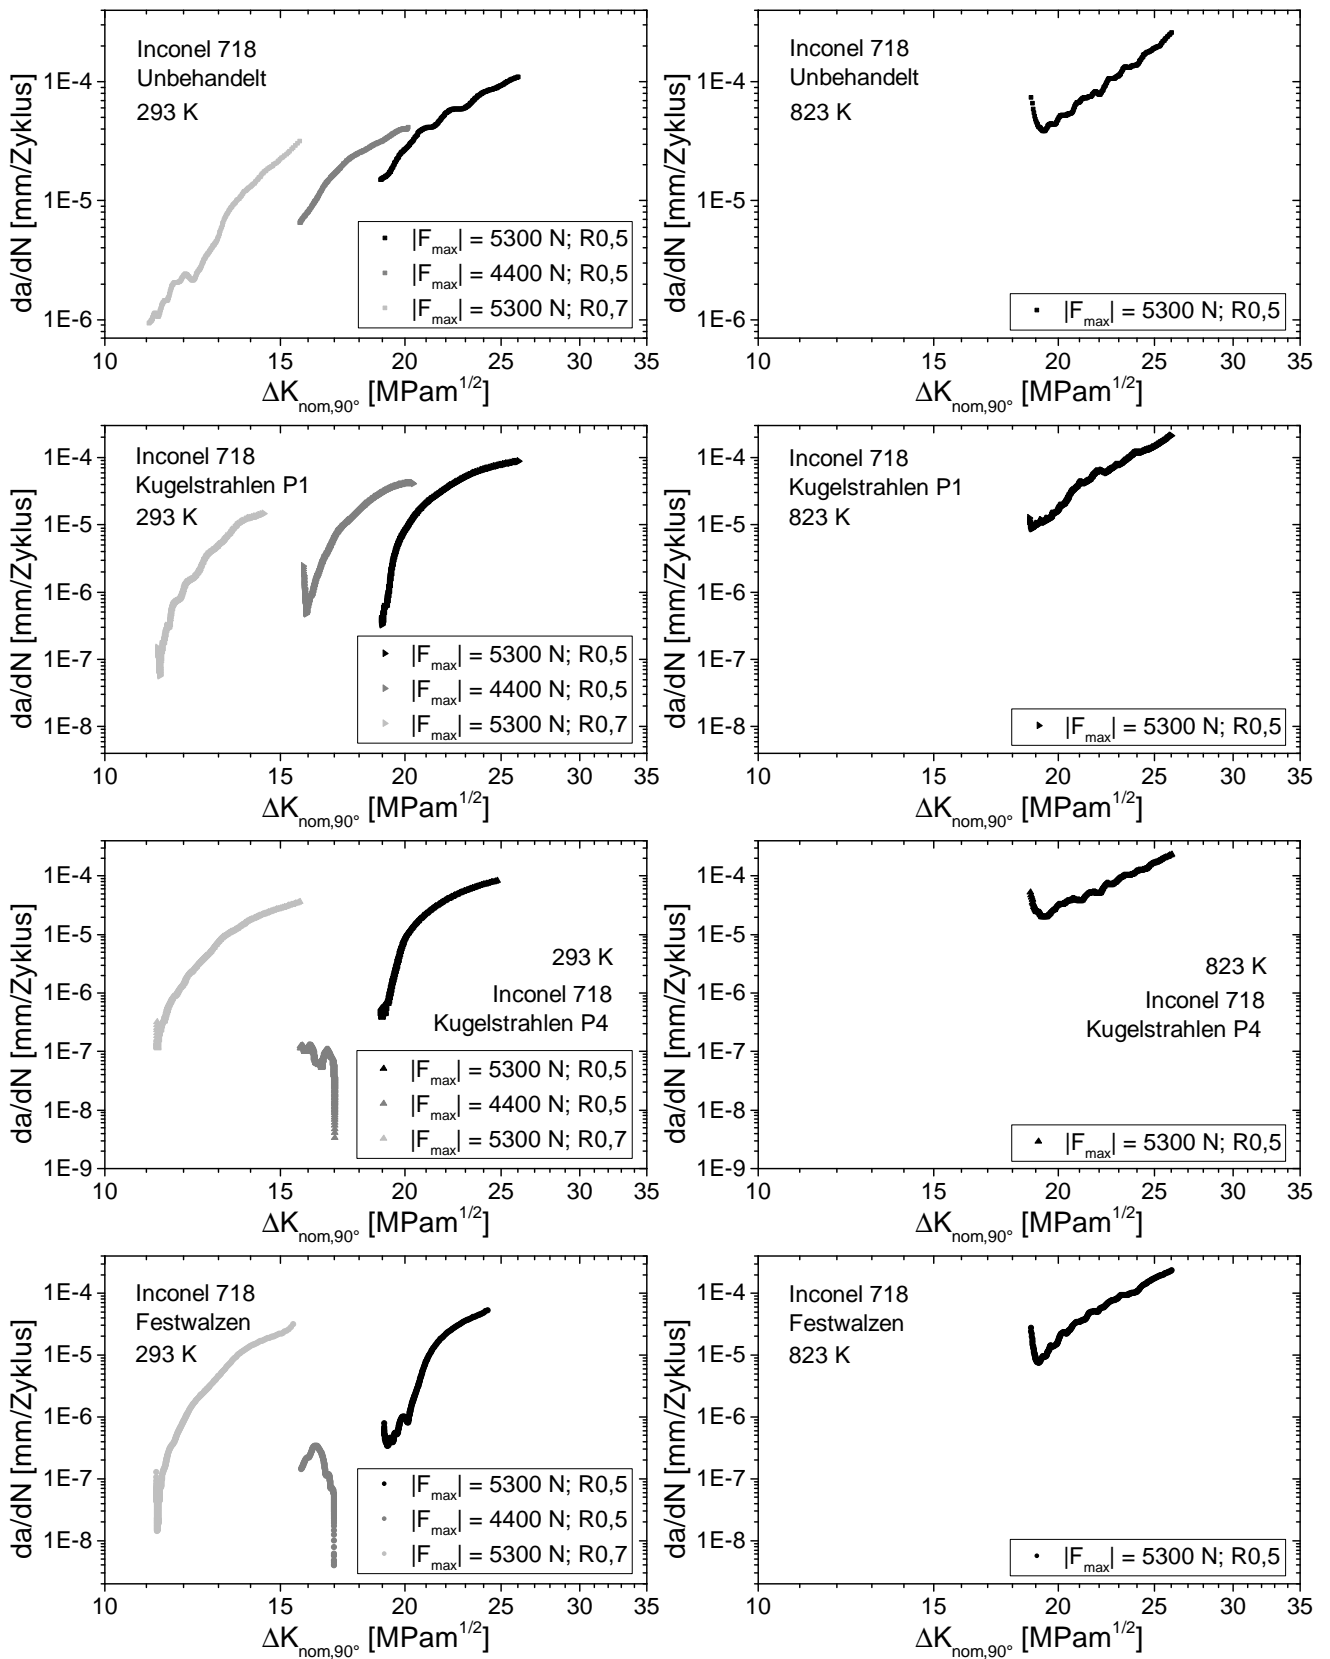 Inconel 718
Unbehandelt
293 K
da/dN [mm/Zyklus]
1E-4
1E-5
1E-6
|F_max| = 5300 N; R0,5
|F_max| = 4400 N; R0,5
|F_max| = 5300 N; R0,7
10 15 20 25 30 35
ΔK_nom,90° [MPam^1/2]
Inconel 718
Unbehandelt
823 K
da/dN [mm/Zyklus]
1E-4
1E-5
1E-6
|F_max| = 5300 N; R0,5
10 15 20 25 30 35
ΔK_nom,90° [MPam^1/2]
Inconel 718
Kugelstrahlen P1
293 K
da/dN [mm/Zyklus]
1E-4
1E-5
1E-6
1E-7
1E-8
|F_max| = 5300 N; R0,5
|F_max| = 4400 N; R0,5
|F_max| = 5300 N; R0,7
10 15 20 25 30 35
ΔK_nom,90° [MPam^1/2]
Inconel 718
Kugelstrahlen P1
823 K
da/dN [mm/Zyklus]
1E-4
1E-5
1E-6
1E-7
1E-8
|F_max| = 5300 N; R0,5
10 15 20 25 30 35
ΔK_nom,90° [MPam^1/2]
da/dN [mm/Zyklus]
1E-4
1E-5
1E-6
1E-7
1E-8
1E-9
293 K
Inconel 718
Kugelstrahlen P4
|F_max| = 5300 N; R0,5
|F_max| = 4400 N; R0,5
|F_max| = 5300 N; R0,7
10 15 20 25 30 35
ΔK_nom,90° [MPam^1/2]
da/dN [mm/Zyklus]
1E-4
1E-5
1E-6
1E-7
1E-8
1E-9
823 K
Inconel 718
Kugelstrahlen P4
|F_max| = 5300 N; R0,5
10 15 20 25 30 35
ΔK_nom,90° [MPam^1/2]
Inconel 718
Festwalzen
293 K
da/dN [mm/Zyklus]
1E-4
1E-5
1E-6
1E-7
1E-8
|F_max| = 5300 N; R0,5
|F_max| = 4400 N; R0,5
|F_max| = 5300 N; R0,7
10 15 20 25 30 35
ΔK_nom,90° [MPam^1/2]
Inconel 718
Festwalzen
823 K
da/dN [mm/Zyklus]
1E-4
1E-5
1E-6
1E-7
1E-8
|F_max| = 5300 N; R0,5
10 15 20 25 30 35
ΔK_nom,90° [MPam^1/2]